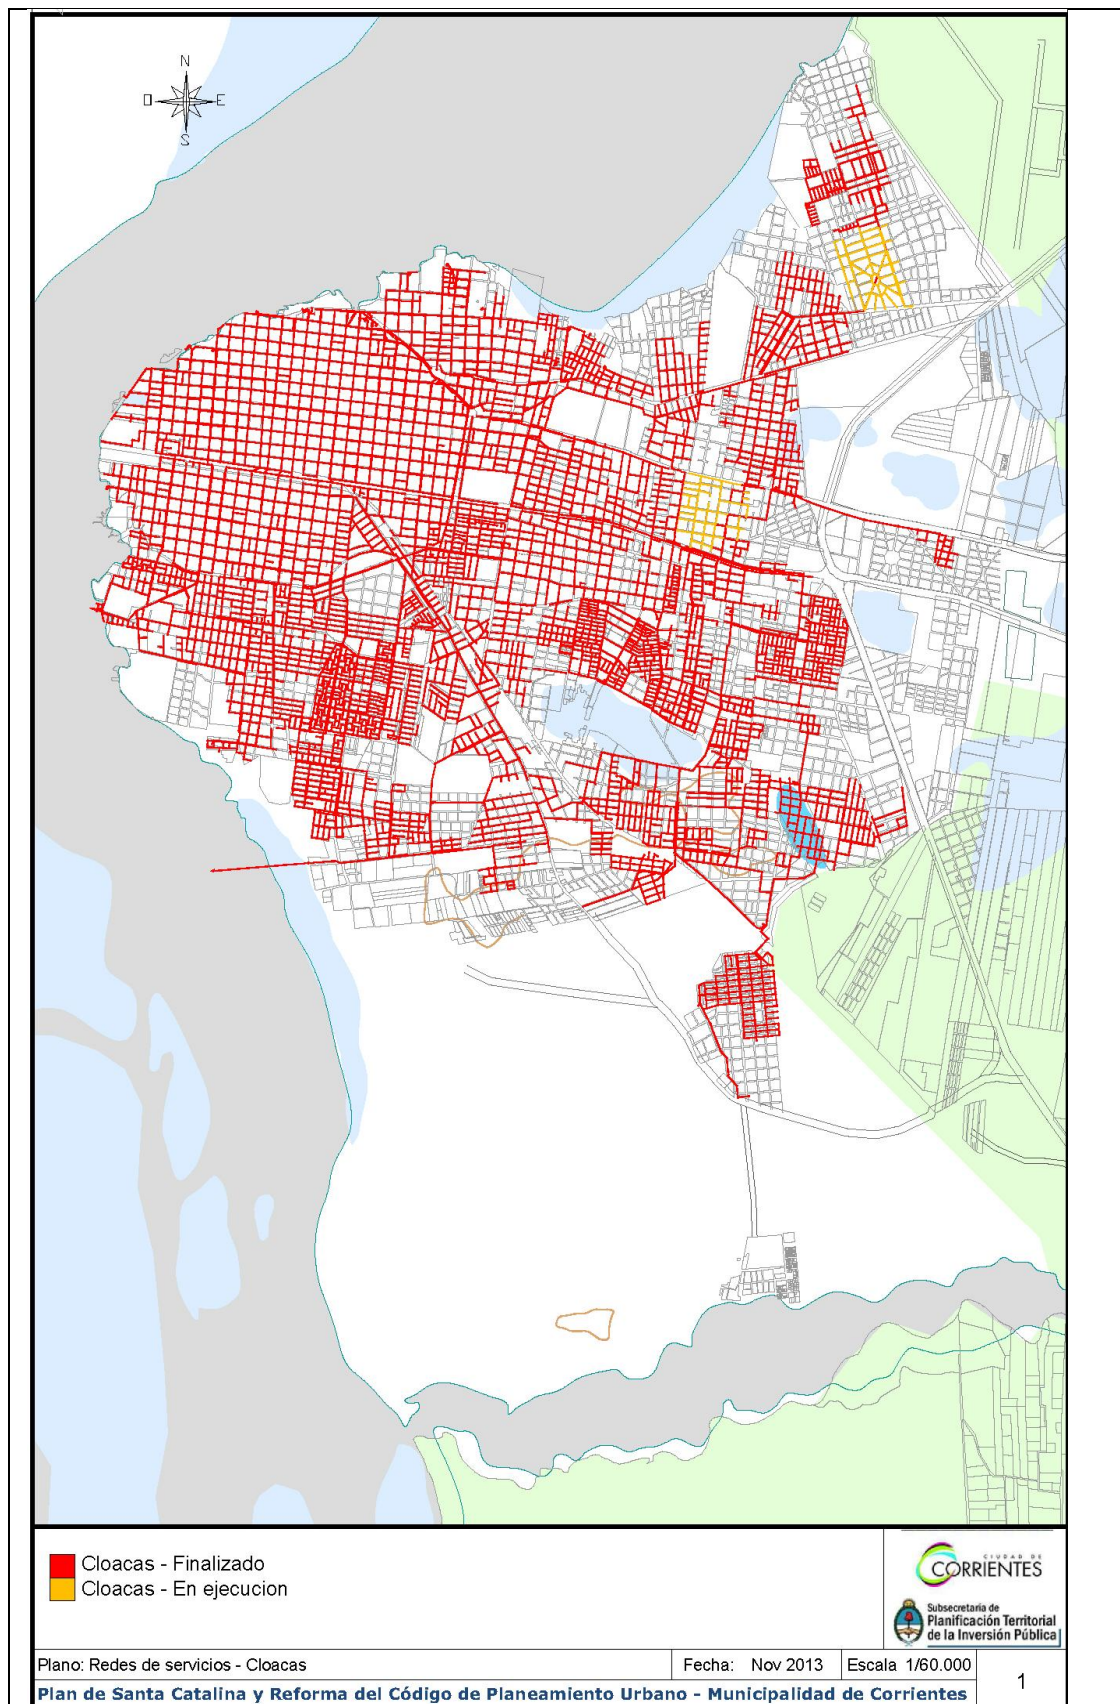 N
O E
S
Cloacas - Finalizado
Cloacas - En ejecucion
CIUDAD DE
CORRIENTES
Subsecretaría de
Planificación Territorial
de la Inversión Pública
Plano: Redes de servicios - Cloacas
Fecha: Nov 2013
Escala 1/60.000
1
Plan de Santa Catalina y Reforma del Código de Planeamiento Urbano - Municipalidad de Corrientes